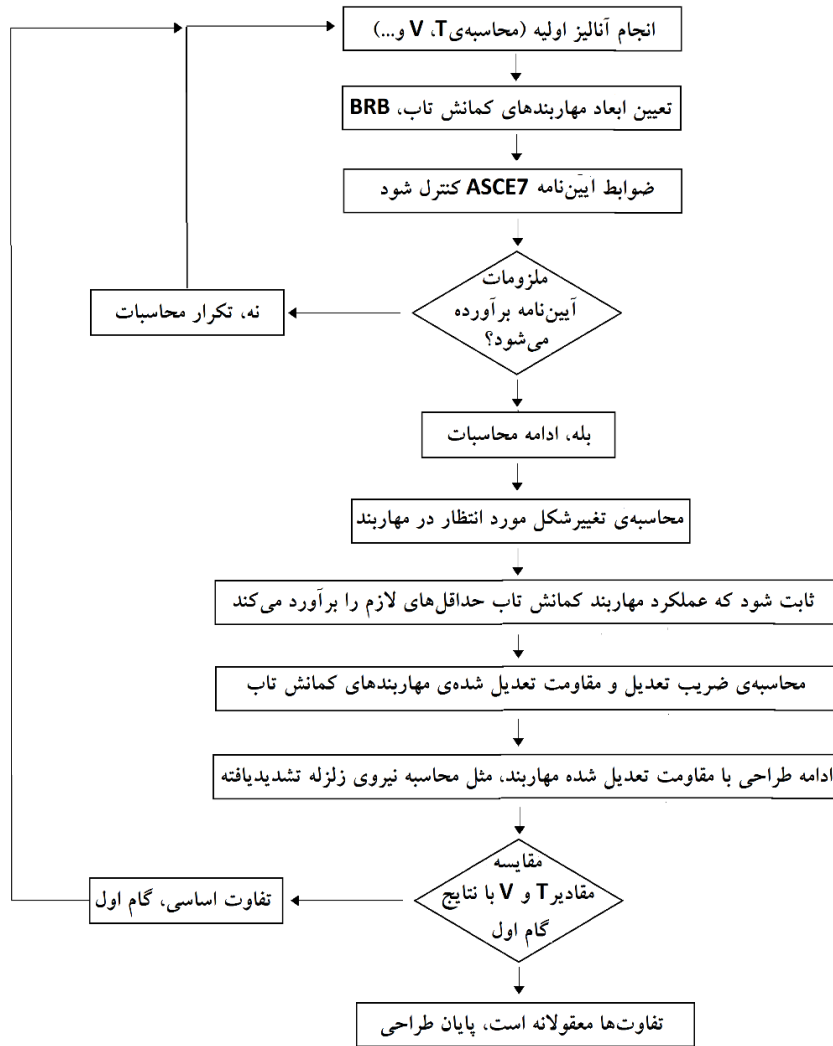 انجام آنالیز اولیه (محاسبه‌ی T، V و...)
تعیین ابعاد مهاربندهای کمانش تاب، BRB
ضوابط آیین‌نامه ASCE7 کنترل شود
ملزومات
آیین‌نامه برآورده
می‌شود؟
نه، تکرار محاسبات
بله، ادامه محاسبات
محاسبه‌ی تغییرشکل مورد انتظار در مهاربند
ثابت شود که عملکرد مهاربند کمانش تاب حداقل‌های لازم را برآورد می‌کند
محاسبه‌ی ضریب تعدیل و مقاومت تعدیل شده‌ی مهاربندهای کمانش تاب
ادامه طراحی با مقاومت تعدیل شده مهاربند، مثل محاسبه نیروی زلزله تشدیدیافته
مقایسه
مقادیر T و V با نتایج
گام اول
تفاوت اساسی، گام اول
تفاوت‌ها معقولانه است، پایان طراحی